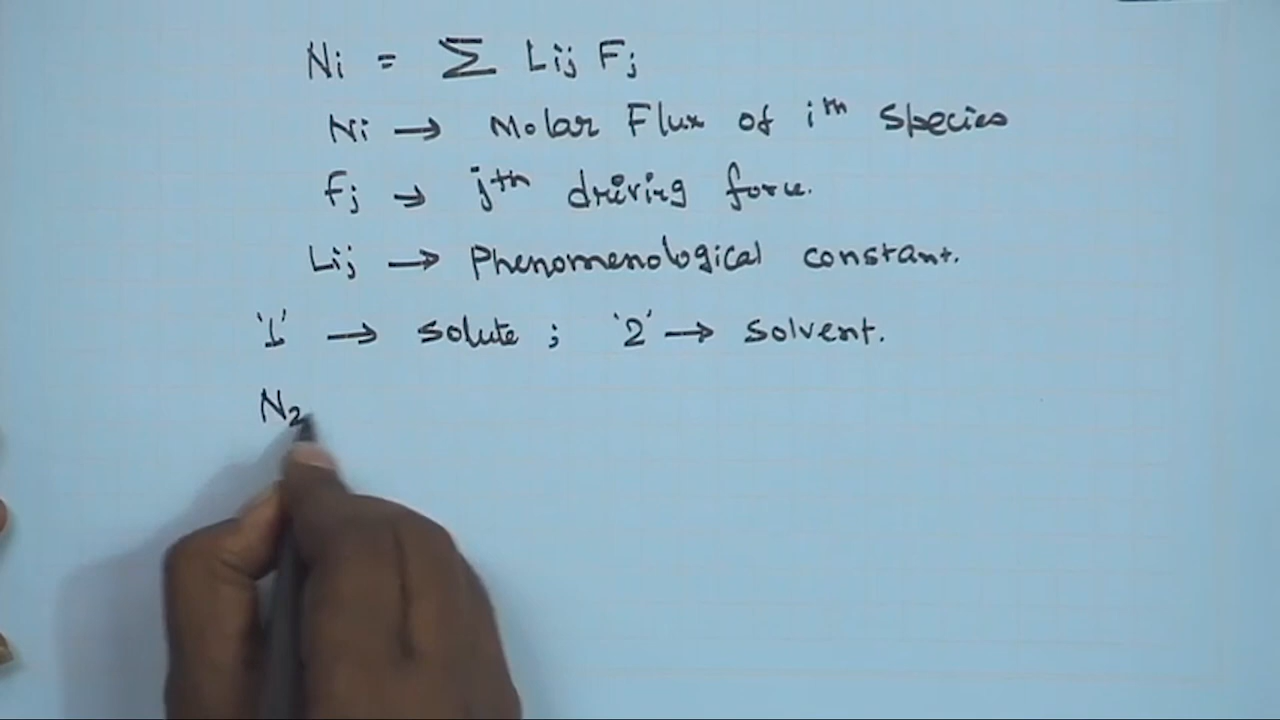 Ni = Σ Lij Fj
Ni → Molar Flux of ith Species
Fj → jth driving force.
Lij → Phenomenological constant.
'1' → solute ; '2' → solvent.
N2